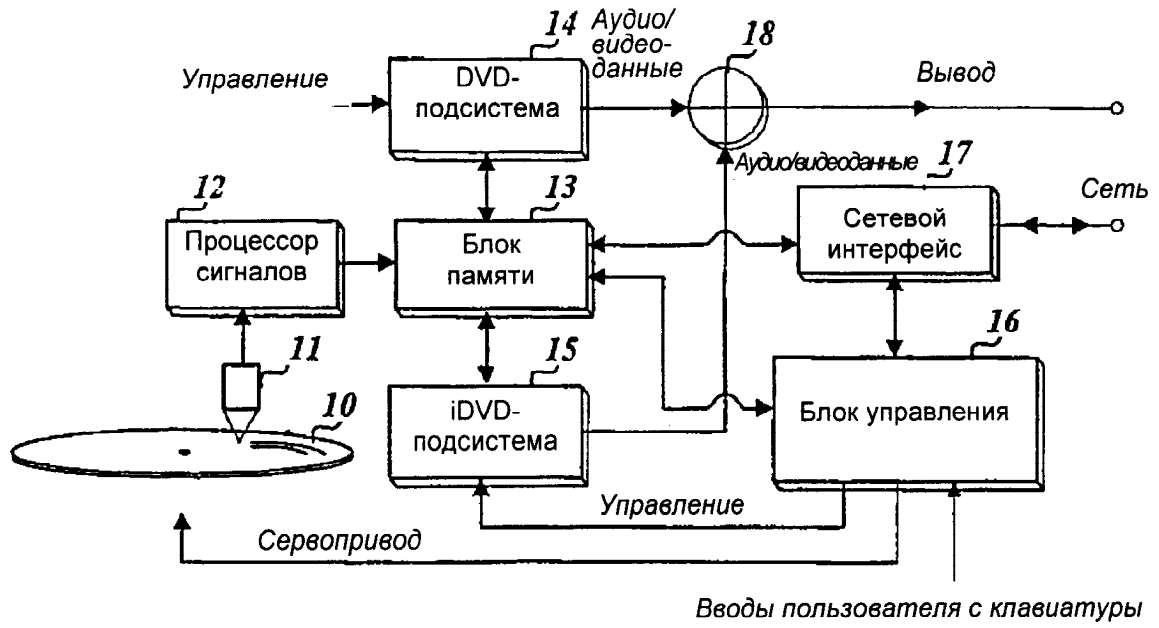 14
Аудио/
видео-
данные
18
Управление
DVD-
подсистема
Вывод
Аудио/видеоданные
17
12
13
Сеть
Процессор
сигналов
Блок
памяти
Сетевой
интерфейс
11
15
16
10
iDVD-
подсистема
Блок управления
Управление
Сервопривод
Вводы пользователя с клавиатуры